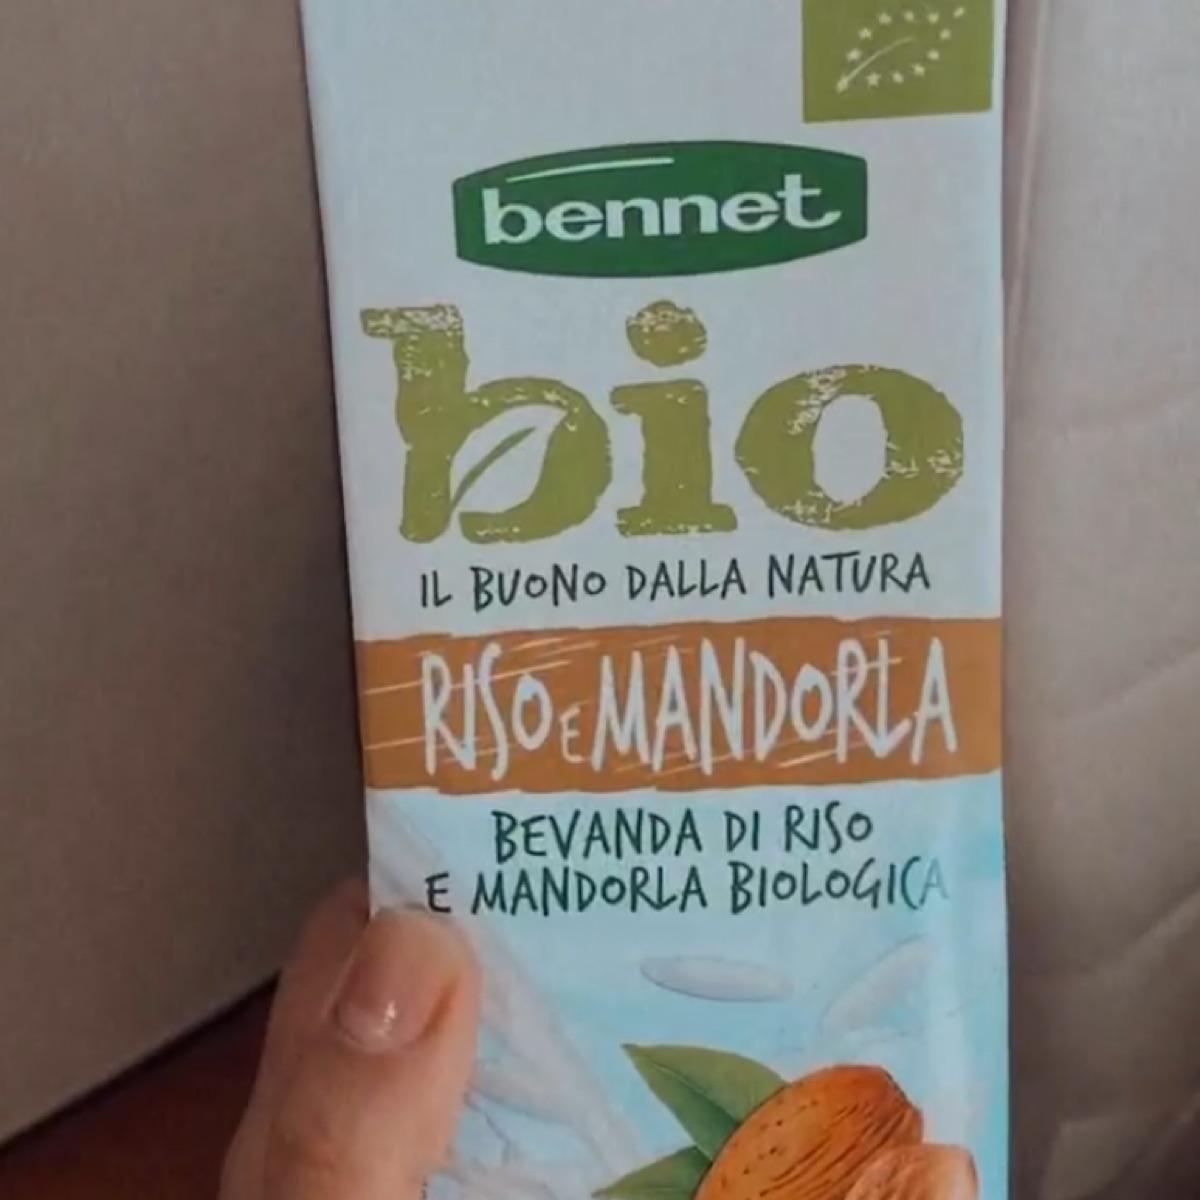 bennet
bio
IL BUONO DALLA NATURA
RISO E MANDORLA
BEVANDA DI RISO
E MANDORLA BIOLOGICA